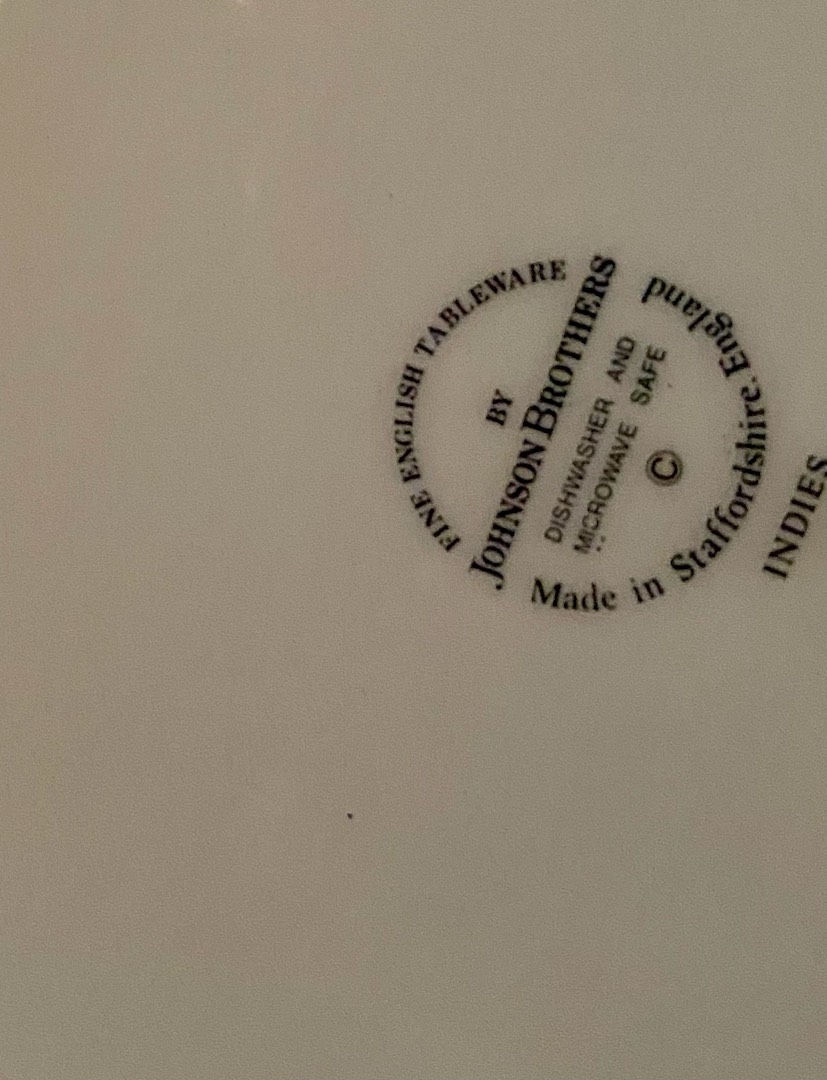 FINE ENGLISH TABLEWARE
BY
JOHNSON BROTHERS
DISHWASHER AND
MICROWAVE SAFE
©
Made in Staffordshire. England
INDIES